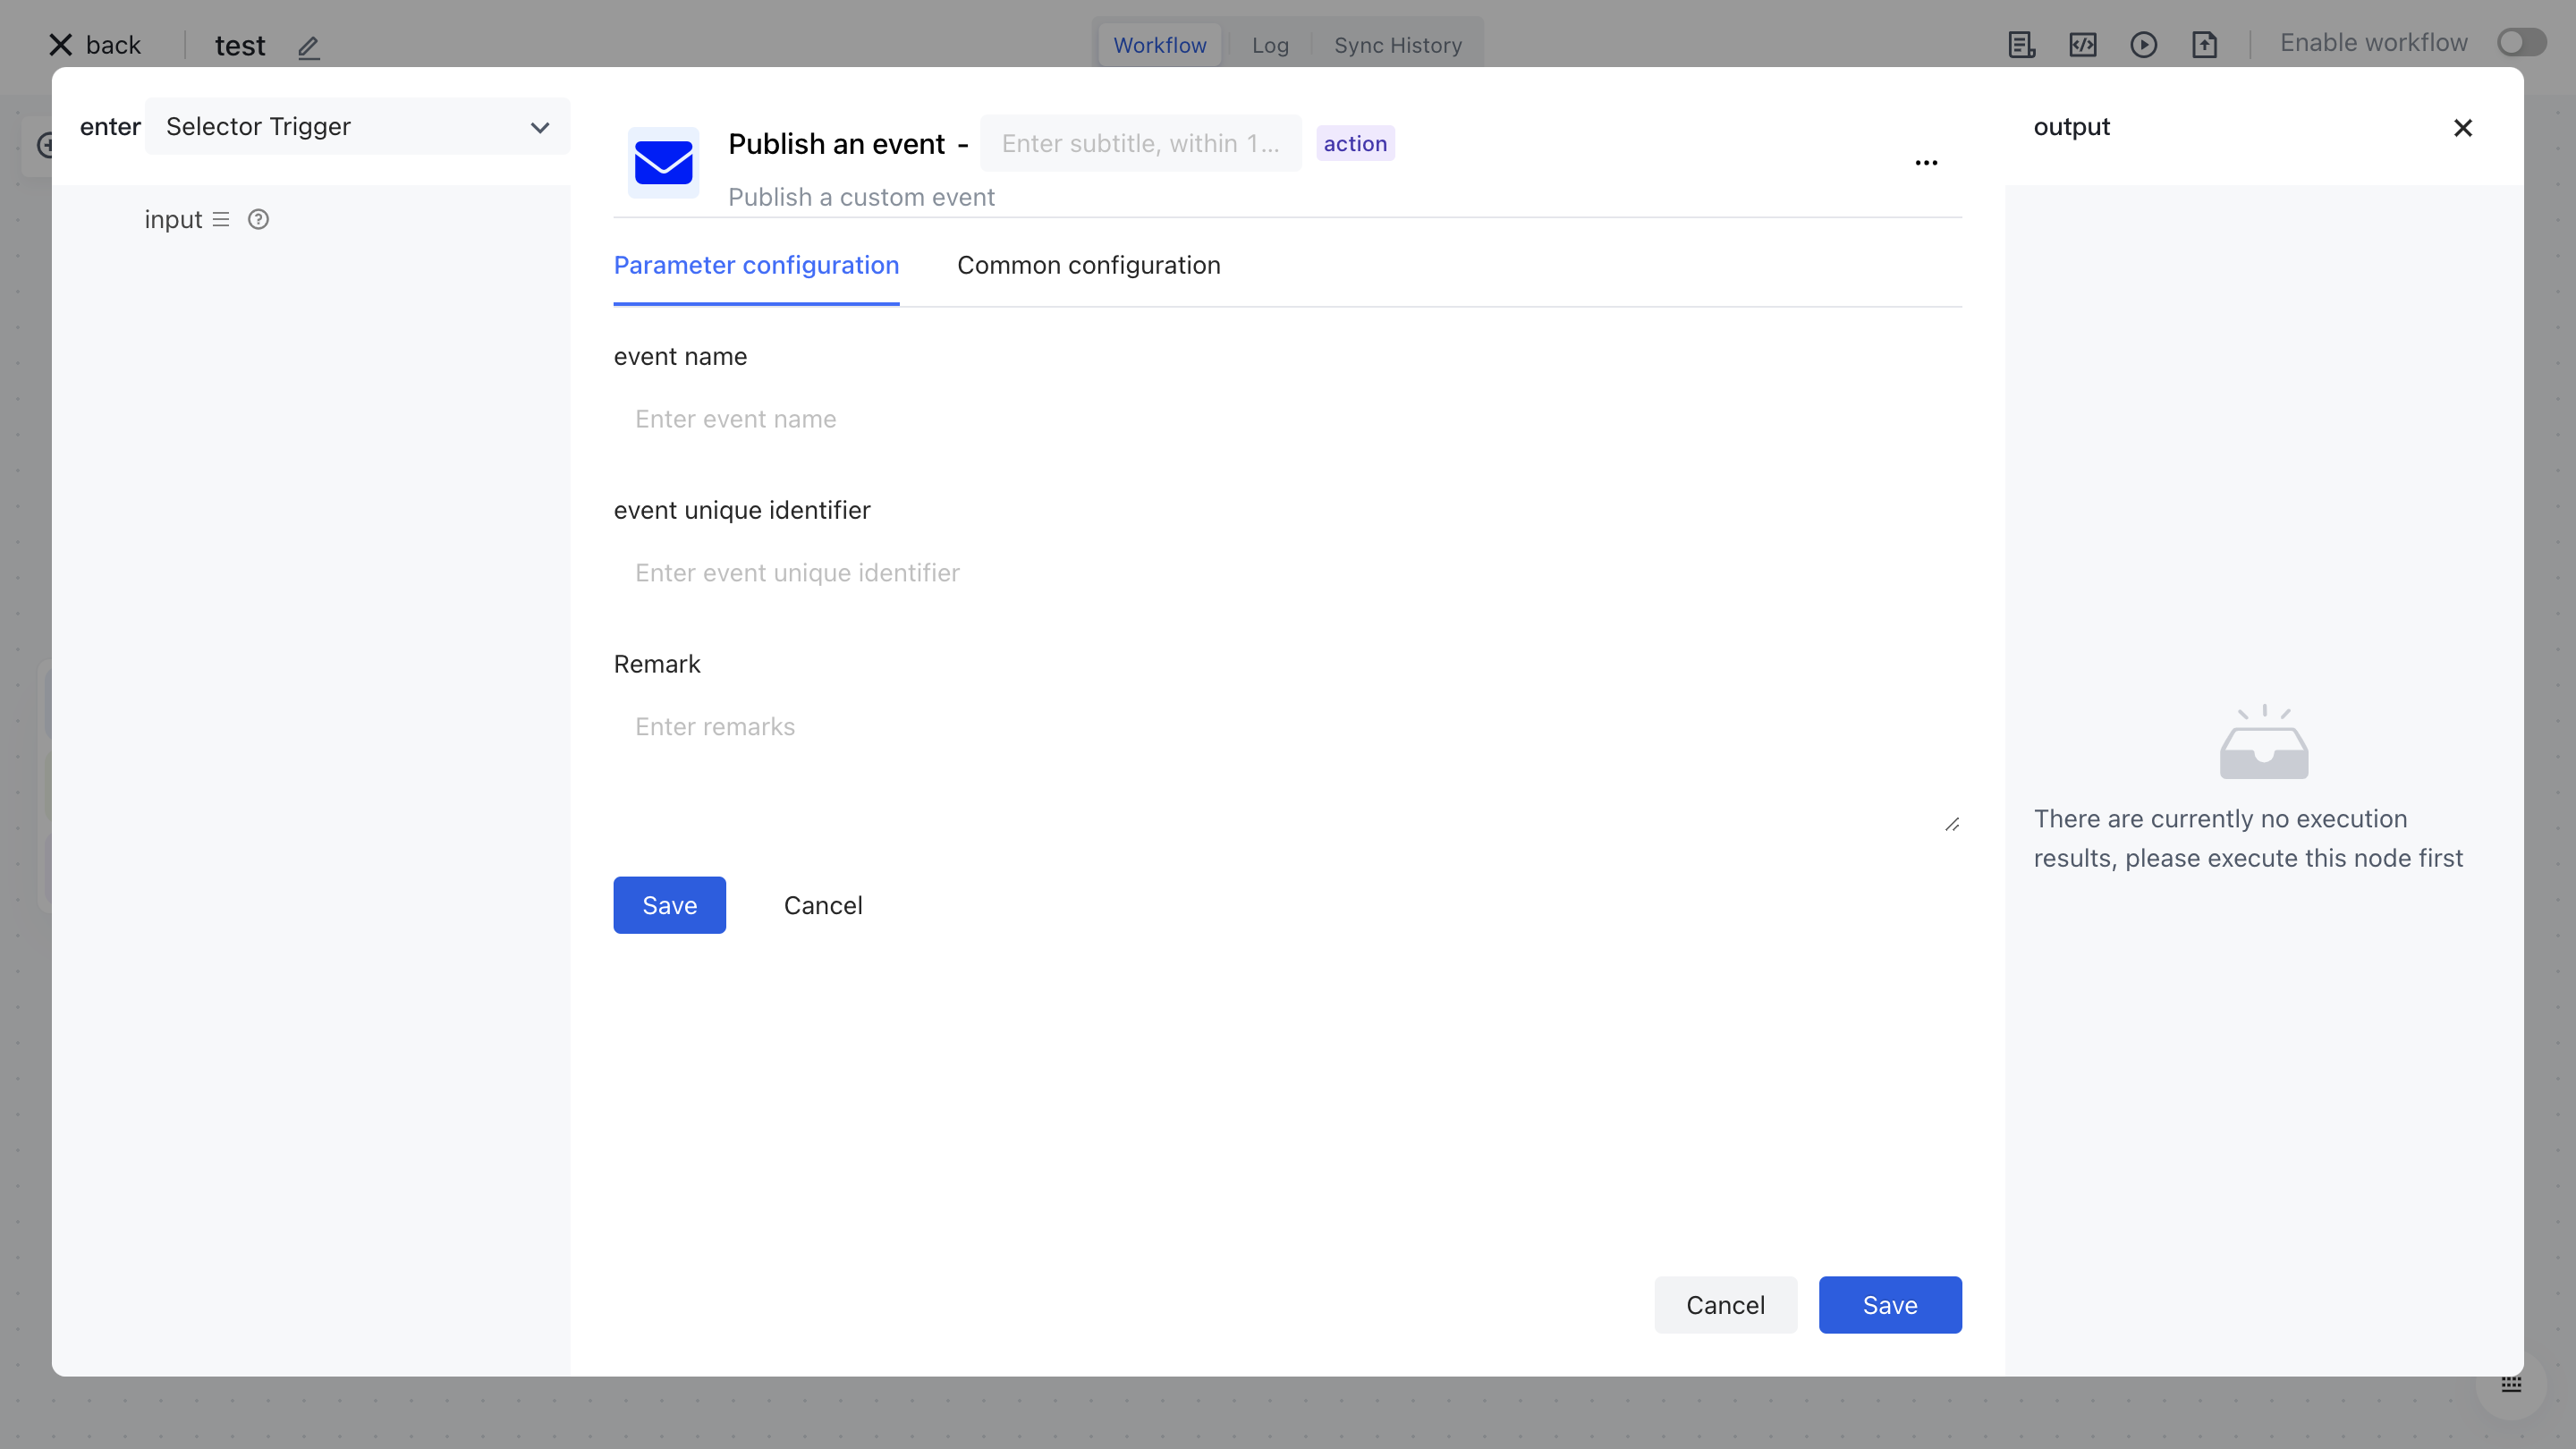 back
test
Workflow
Log
Sync History
Enable workflow
enter
Selector Trigger
input
Publish an event -
Enter subtitle, within 1...
action
Publish a custom event
Parameter configuration
Common configuration
event name
Enter event name
event unique identifier
Enter event unique identifier
Remark
Enter remarks
Save
Cancel
Cancel
Save
output
There are currently no execution
results, please execute this node first